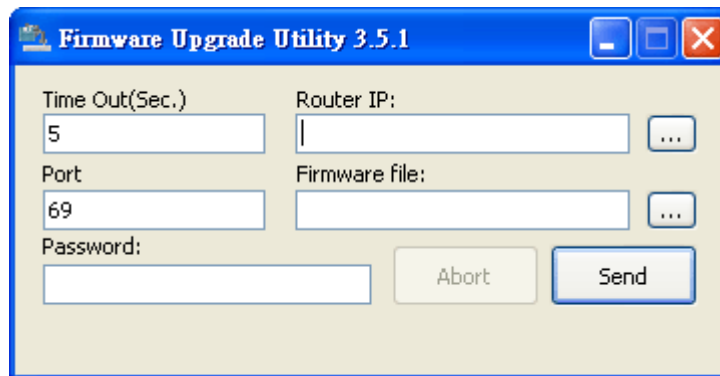 Firmware Upgrade Utility 3.5.1
Time Out(Sec.) Router IP:
5 ...
Port Firmware file:
69 ...
Password:
Abort Send